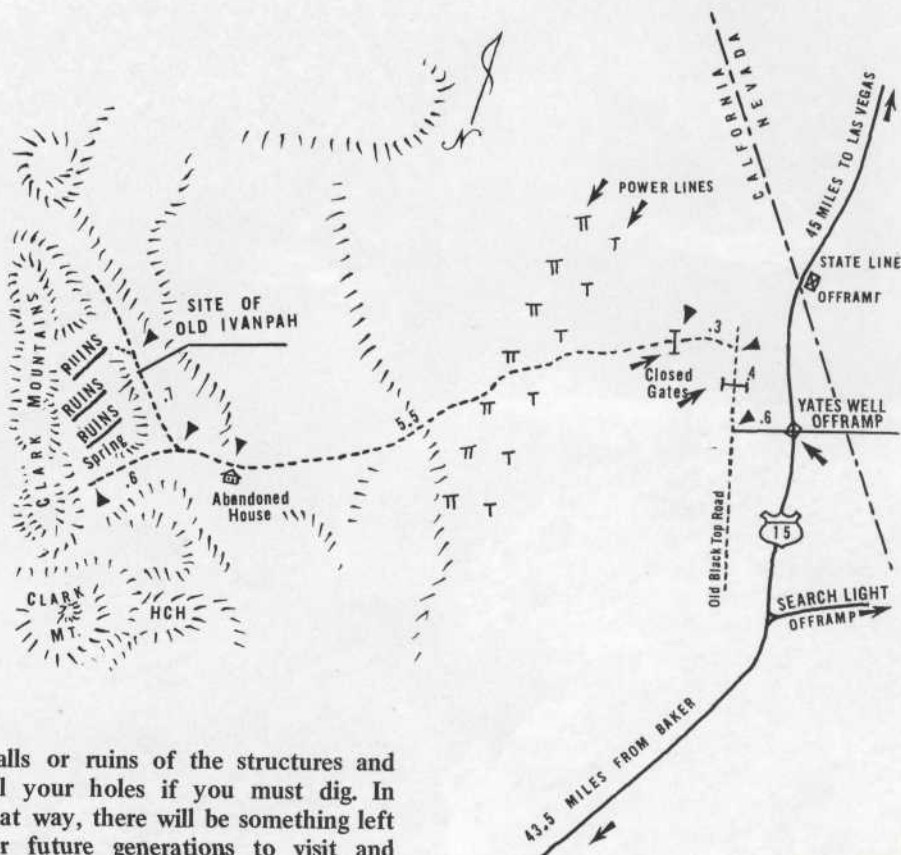 CALIFORNIA
NEVADA
45 MILES TO LAS VEGAS
N
POWER LINES
STATE LINE
OFFRAMP
SITE OF
OLD IVANPAH
CLARK MOUNTAINS
RUINS
RUINS
RUINS
Spring
.7
.6
Abandoned
House
5.5
.3
Closed
Gates
.4
.6
YATES WELL
OFFRAMP
Old Black Top Road
15
SEARCH LIGHT
OFFRAMP
CLARK
MT.
HCH
43.5 MILES FROM BAKER
alls or ruins of the structures and
l your holes if you must dig. In
at way, there will be something left
r future generations to visit and